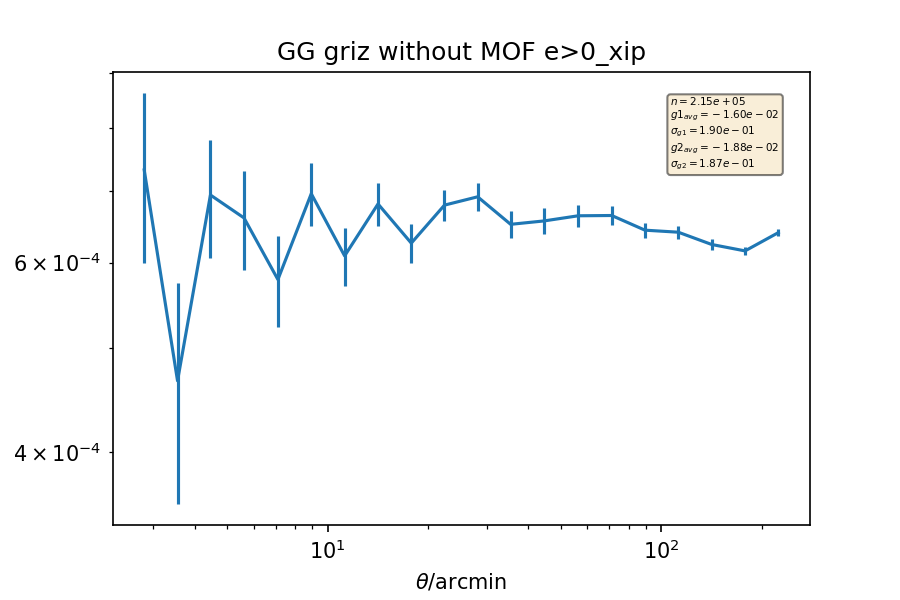 GG griz without MOF e>0_xip
n = 2.15e + 05
g1avg = − 1.60e − 02
σg1 = 1.90e − 01
g2avg = − 1.88e − 02
σg2 = 1.87e − 01
6 × 10⁻⁴
4 × 10⁻⁴
10¹ 10²
θ/arcmin